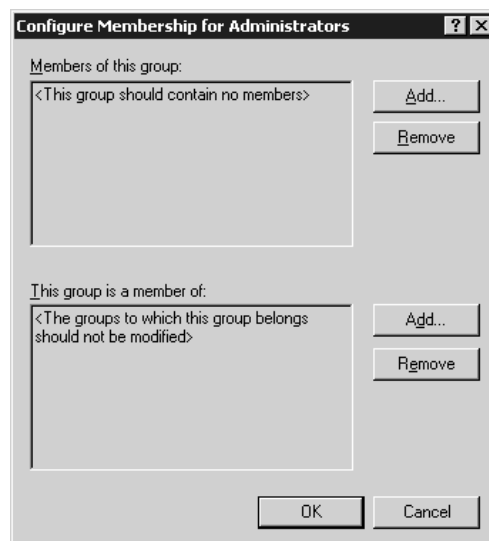 Configure Membership for Administrators
Members of this group:
<This group should contain no members>
Add...
Remove
This group is a member of:
<The groups to which this group belongs
should not be modified>
Add...
Remove
OK
Cancel